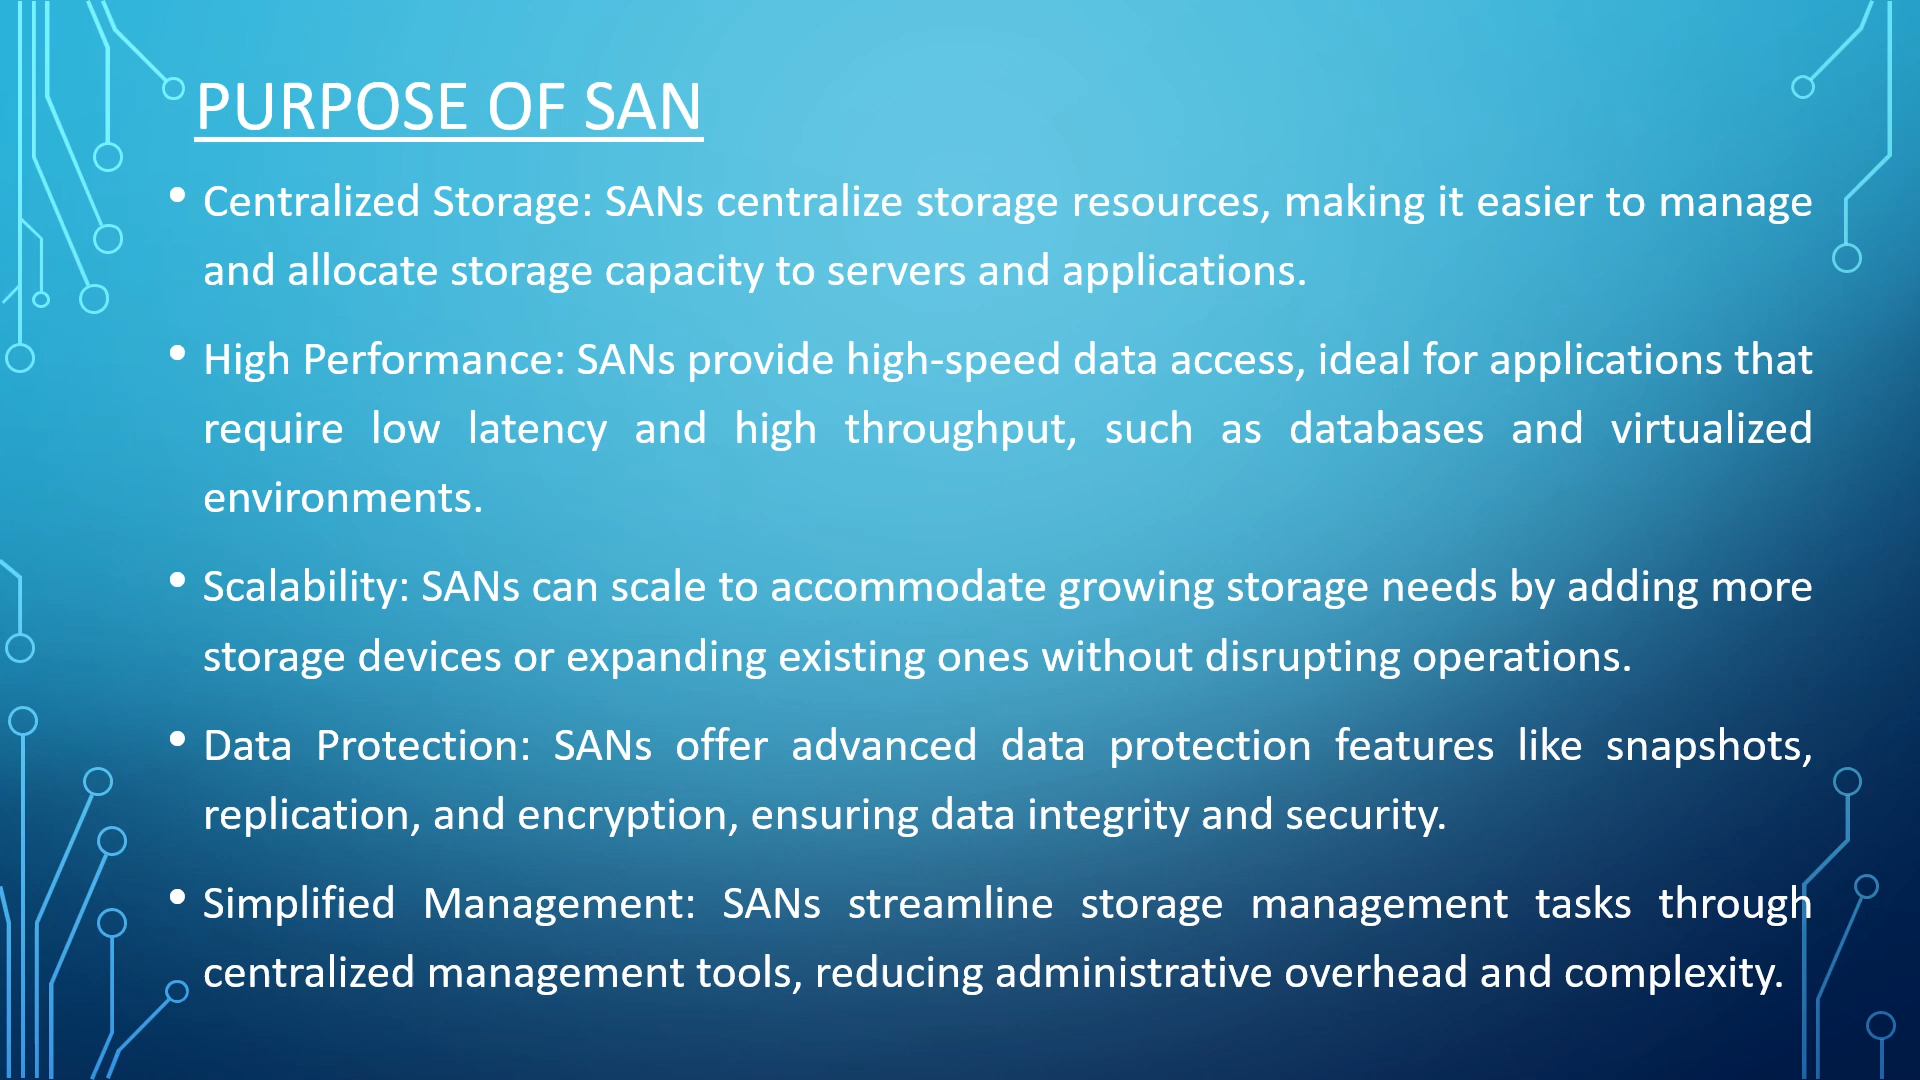 PURPOSE OF SAN
• Centralized Storage: SANs centralize storage resources, making it easier to manage
and allocate storage capacity to servers and applications.
• High Performance: SANs provide high-speed data access, ideal for applications that
require low latency and high throughput, such as databases and virtualized
environments.
• Scalability: SANs can scale to accommodate growing storage needs by adding more
storage devices or expanding existing ones without disrupting operations.
• Data Protection: SANs offer advanced data protection features like snapshots,
replication, and encryption, ensuring data integrity and security.
• Simplified Management: SANs streamline storage management tasks through
centralized management tools, reducing administrative overhead and complexity.